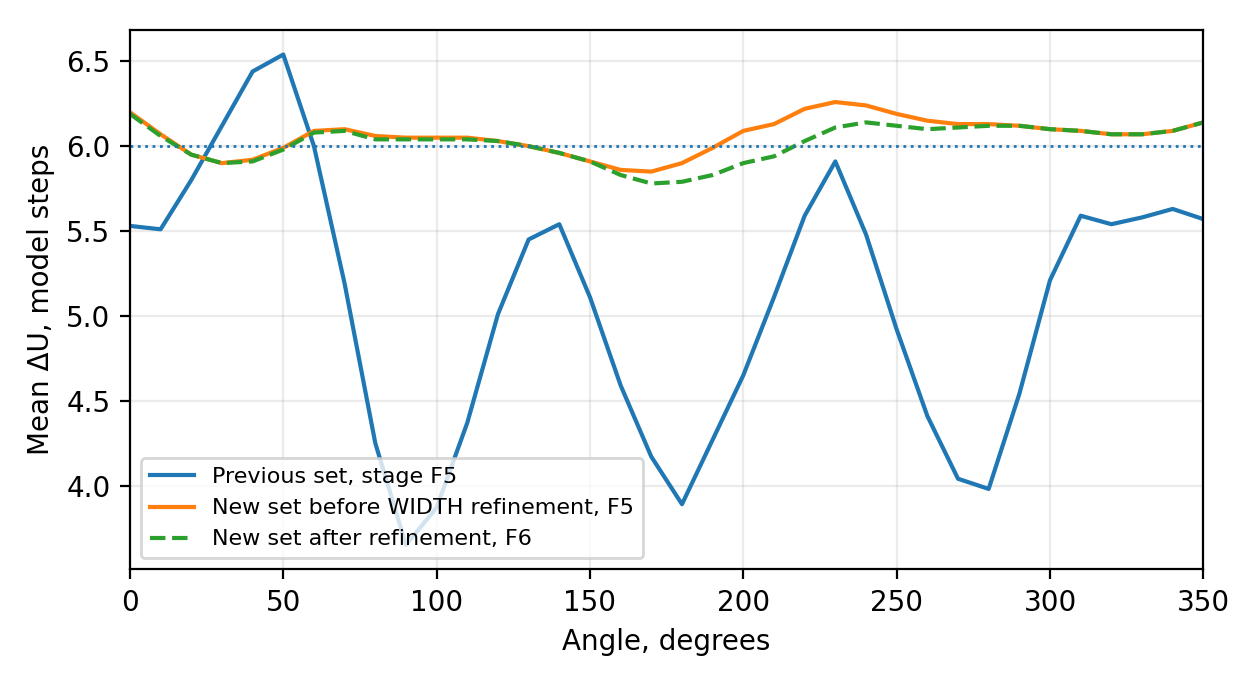 6.5
6.0
5.5
5.0
4.5
4.0
Mean ΔU, model steps
Previous set, stage F5
New set before WIDTH refinement, F5
New set after refinement, F6
0 50 100 150 200 250 300 350
Angle, degrees